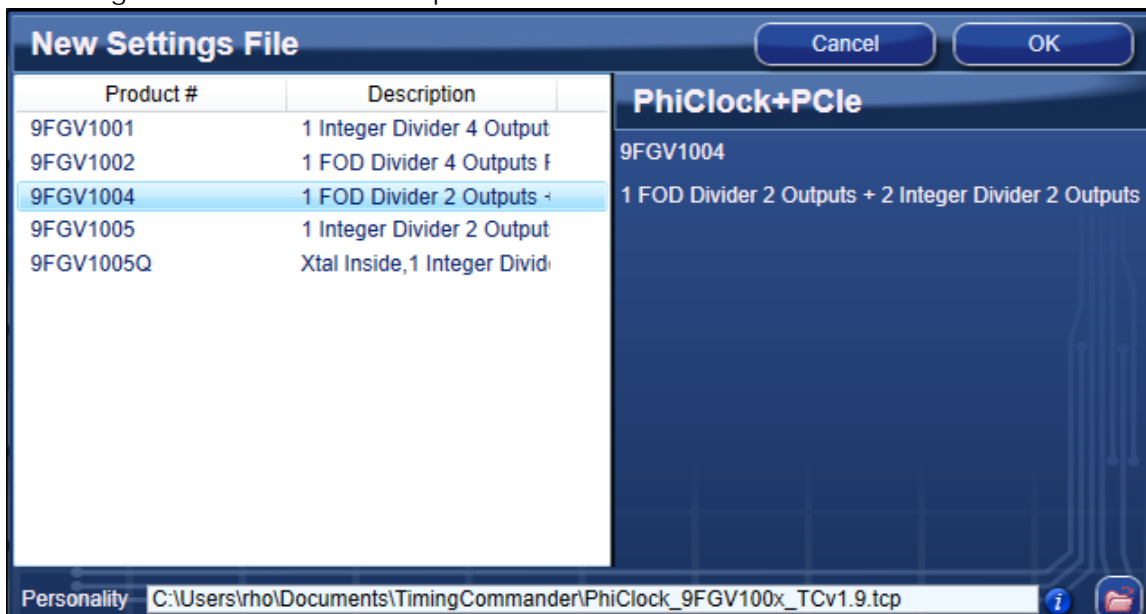 New Settings File
Cancel
OK
Product #
Description
9FGV1001
1 Integer Divider 4 Output
9FGV1002
1 FOD Divider 4 Outputs
9FGV1004
1 FOD Divider 2 Outputs +
9FGV1005
1 Integer Divider 2 Output
9FGV1005Q
Xtal Inside,1 Integer
PhiClock+PCIe
9FGV1004
1 FOD Divider 2 Outputs + 2 Integer Divider 2 Outputs
Personality
C:\Users\rho\Documents\TimingCommander\PhiClock_9FGV100x_TCv1.9.tcp